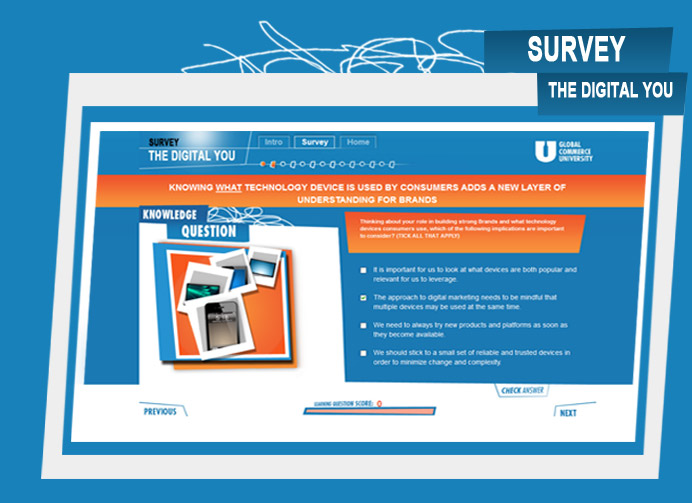 SURVEY
THE DIGITAL YOU
SURVEY
THE DIGITAL YOU
Intro Survey Home
GLOBAL
COMMERCE
UNIVERSITY
KNOWING WHAT TECHNOLOGY DEVICE IS USED BY CONSUMERS ADDS A NEW LAYER OF
UNDERSTANDING FOR BRANDS
KNOWLEDGE
QUESTION
Thinking about your role in building strong Brands and what technology
devices consumers use, which of the following implications are important
to consider? (TICK ALL THAT APPLY)
It is important for us to look at what devices are both popular and
relevant for us to leverage.
The approach to digital marketing needs to be mindful that
multiple devices may be used at the same time.
We need to always try new products and platforms as soon as
they become available.
We should stick to a small set of reliable and trusted devices in
order to minimize change and complexity.
CHECK ANSWER
PREVIOUS
LEARNING QUESTION SCORE: 0
NEXT